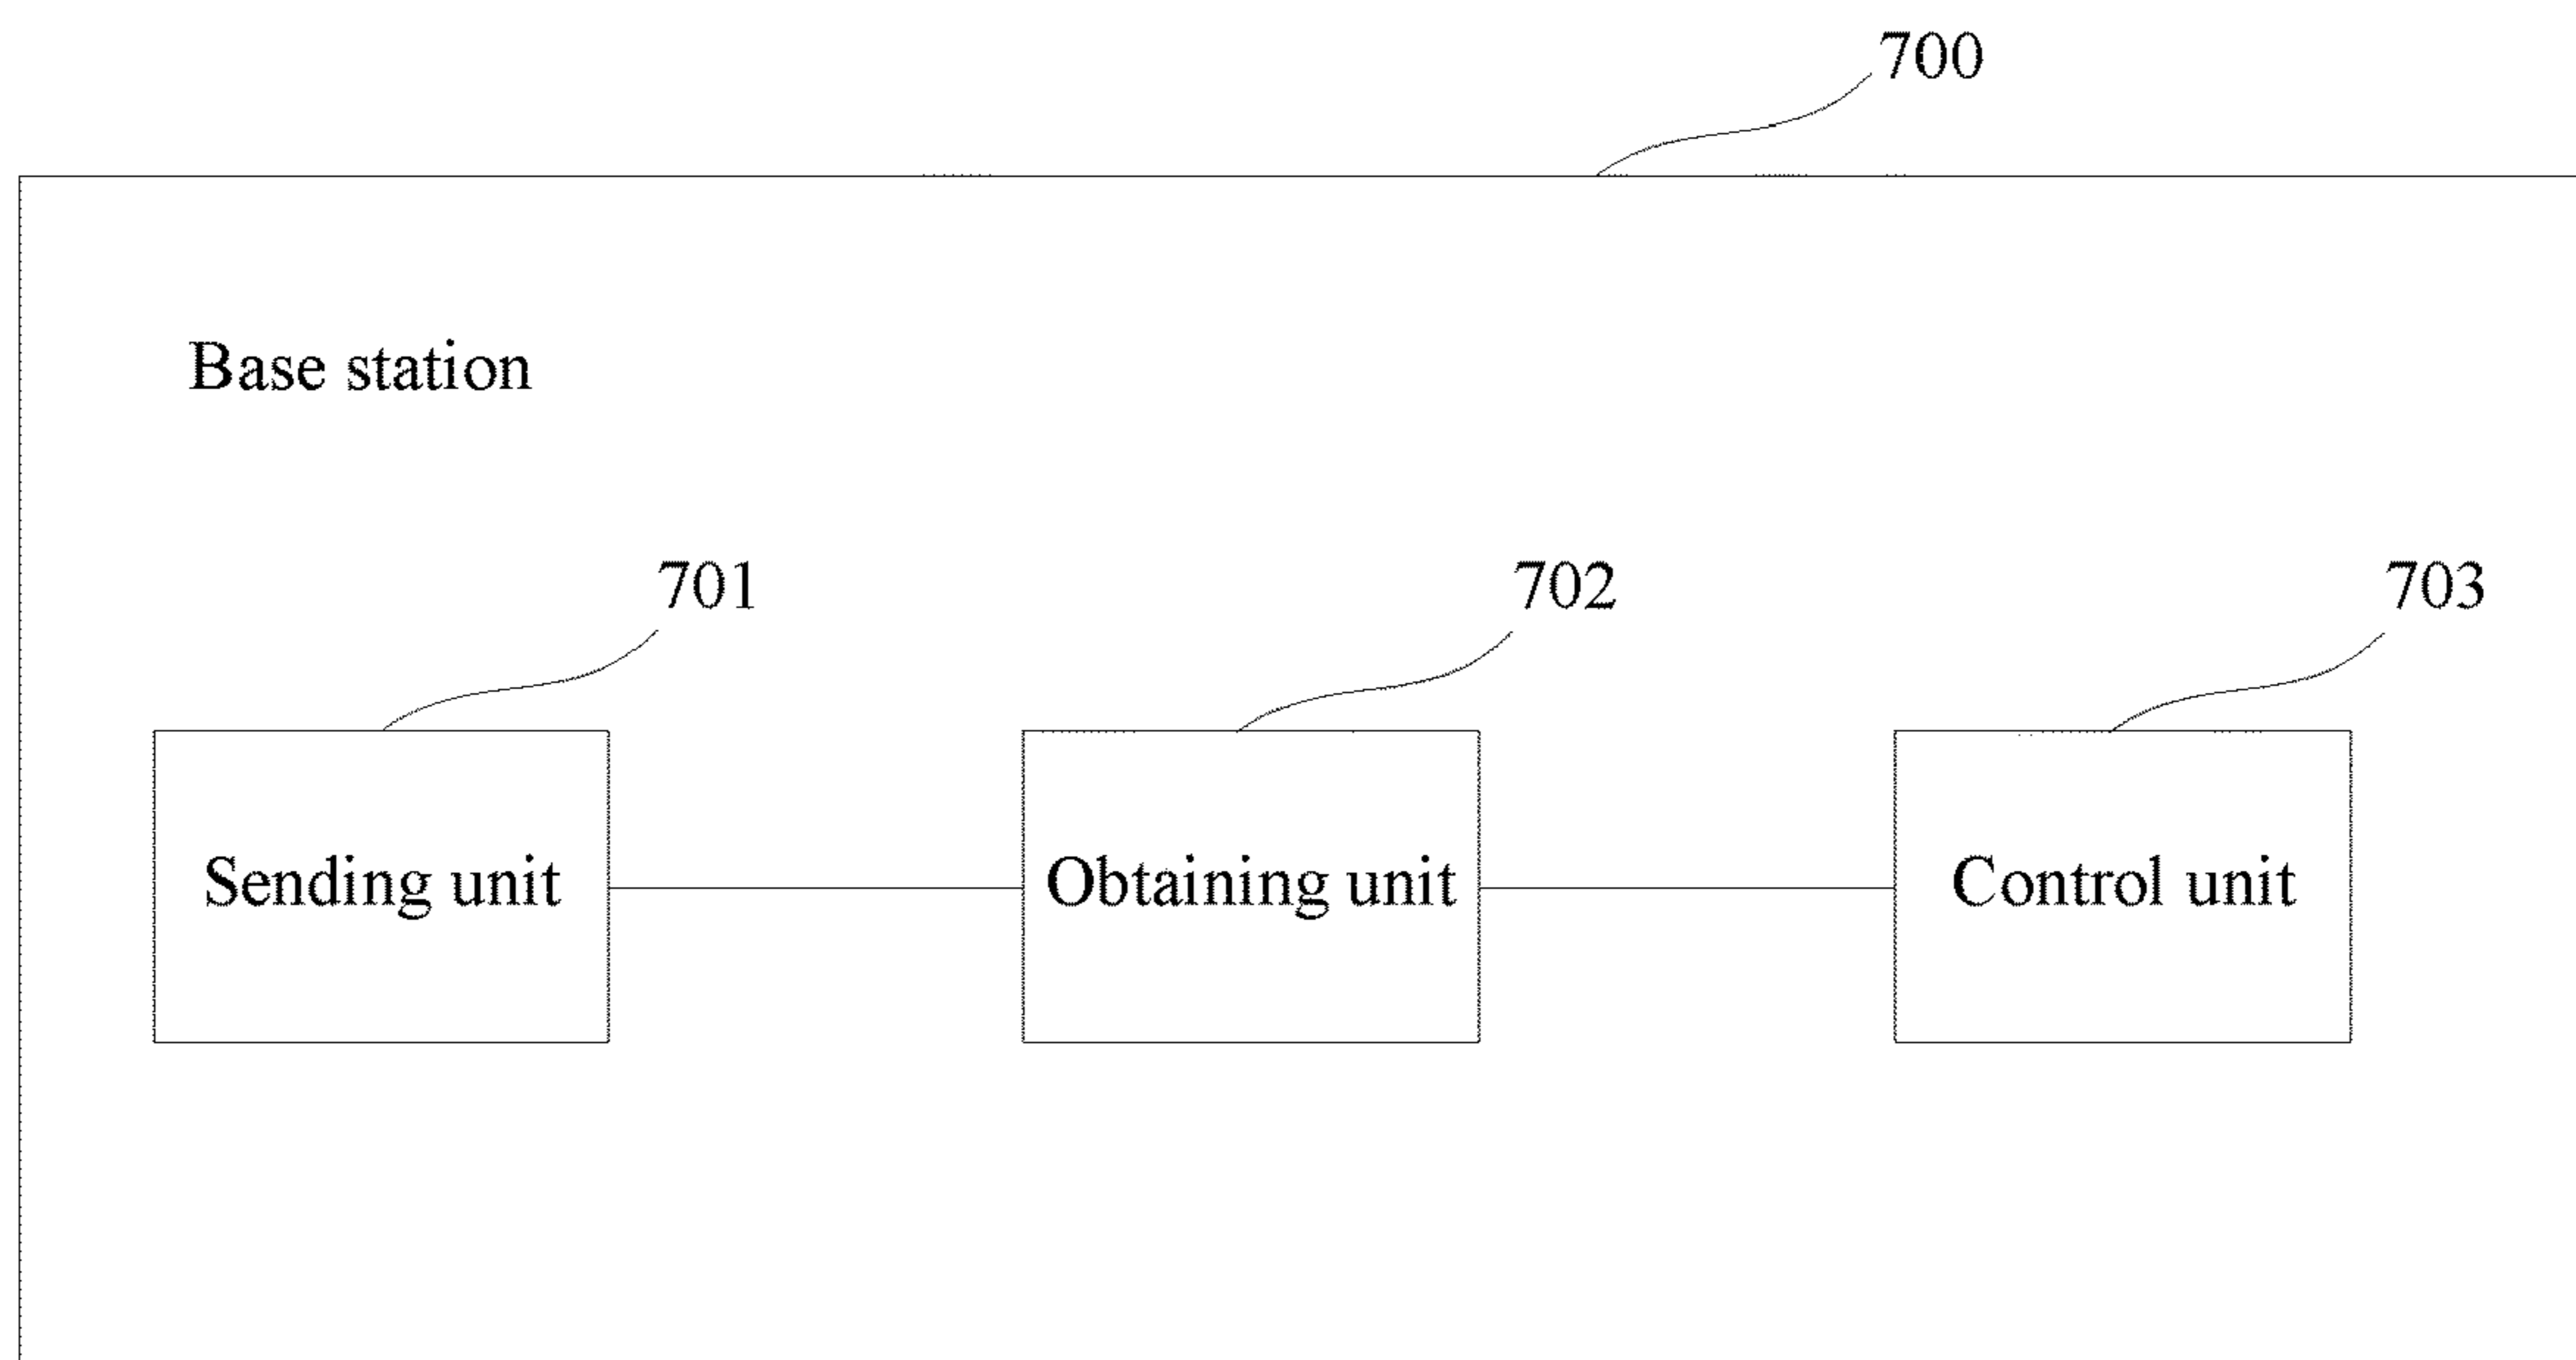 700
Base station
701
702
703
Sending unit
Obtaining unit
Control unit